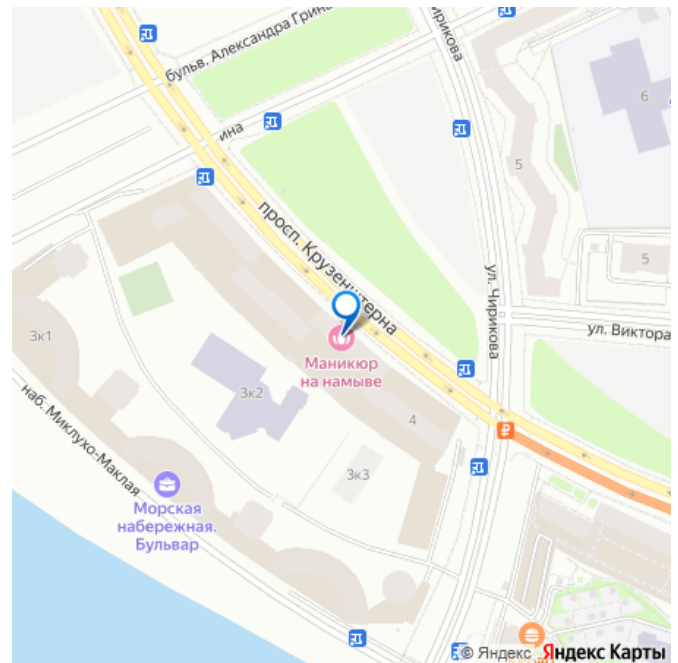 бульв. Александра Грина
ирикова
ина
6
5
просп. Крузенштерна
5
ул. Чирикова
ул. Виктора
3к1
Маникюр
на намыве
3к2
4
наб. Миклухо-Маклая
3к3
Морская
набережная.
Бульвар
© Яндекс Яндекс Карты